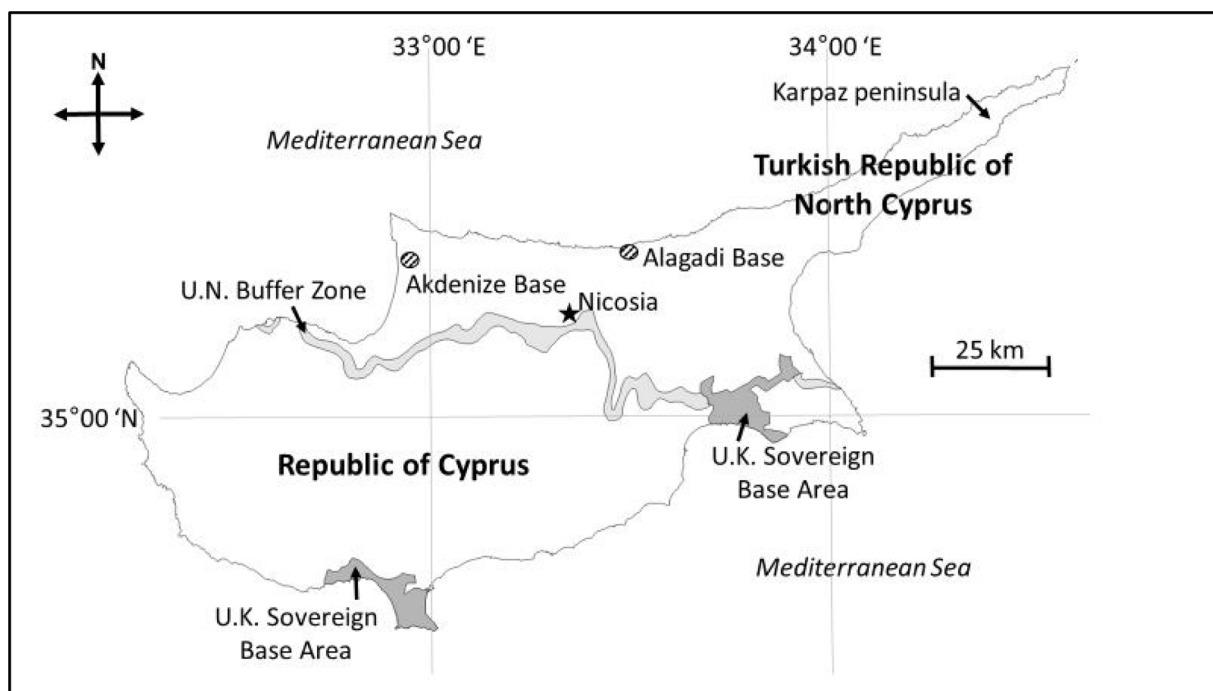 33°00 ‘E
34°00 ‘E
N
Karpaz peninsula
Mediterranean Sea
Turkish Republic of
North Cyprus
Alagadi Base
Akdenize Base
U.N. Buffer Zone
Nicosia
25 km
35°00 ‘N
Republic of Cyprus
U.K. Sovereign
Base Area
Mediterranean Sea
U.K. Sovereign
Base Area